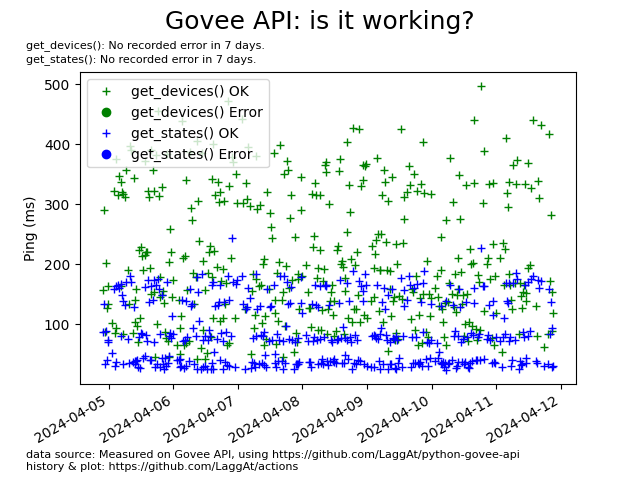 Govee API: is it working?
get_devices(): No recorded error in 7 days.
get_states(): No recorded error in 7 days.
get_devices() OK
get_devices() Error
get_states() OK
get_states() Error
Ping (ms)
500
400
300
200
100
2024-04-05
2024-04-06
2024-04-07
2024-04-08
2024-04-09
2024-04-10
2024-04-11
2024-04-12
data source: Measured on Govee API, using https://github.com/LaggAt/python-govee-api
history & plot: https://github.com/LaggAt/actions